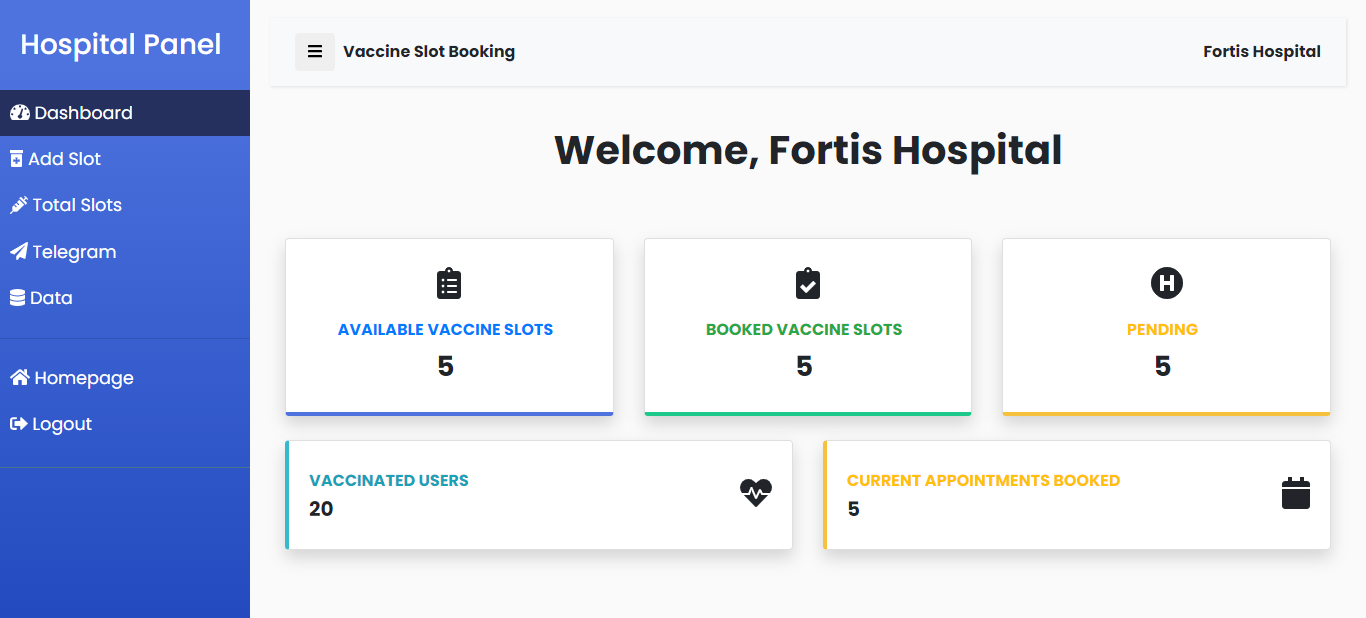 Hospital Panel
Dashboard
Add Slot
Total Slots
Telegram
Data
Homepage
Logout
Vaccine Slot Booking
Fortis Hospital
Welcome, Fortis Hospital
AVAILABLE VACCINE SLOTS
5
BOOKED VACCINE SLOTS
5
H
PENDING
5
VACCINATED USERS
20
CURRENT APPOINTMENTS BOOKED
5